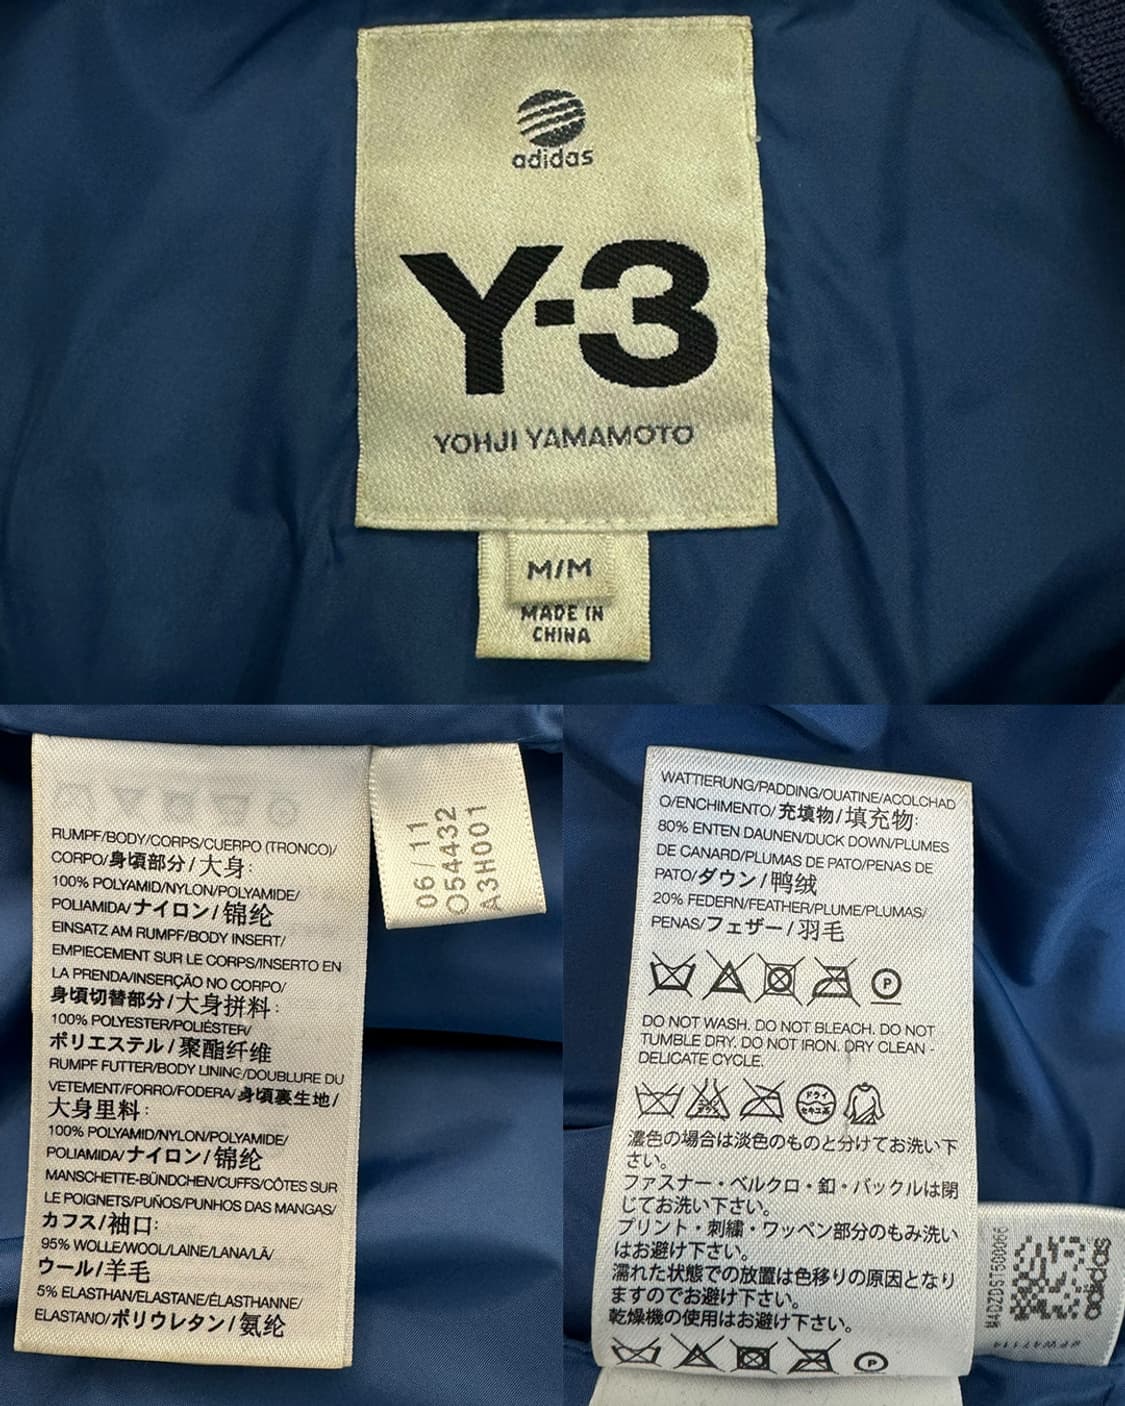 adidas
Y-3
YOHJI YAMAMOTO
M/M
MADE IN
CHINA
RUMPF/BODY/CORPS/CUERPO (TRONCO)/
CORPO/身頃部分/大身:
100% POLYAMID/NYLON/POLYAMIDE/
POLIAMIDA/ナイロン/锦纶
EINSATZ AM RUMPF/BODY INSERT/
EMPIECEMENT SUR LE CORPS/INSERTO EN
LA PRENDA/INSERÇÃO NO CORPO/
身頃切替部分/大身拼料:
100% POLYESTER/POLIÉSTER/
ポリエステル/聚酯纤维
RUMPF FUTTER/BODY LINING/DOUBLURE DU
VETEMENT/FORRO/FODERA/身頃裏生地/
大身里料:
100% POLYAMID/NYLON/POLYAMIDE/
POLIAMIDA/ナイロン/锦纶
MANSCHETTE-BÜNDCHEN/CUFFS/CÔTES SUR
LE POIGNETS/PUÑOS/PUNHOS DAS MANGAS/
カフス/袖口:
95% WOLLE/WOOL/LAINE/LANA/LÃ/
ウール/羊毛
5% ELASTHAN/ELASTANE/ÉLASTHANNE/
ELASTANO/ポリウレタン/氨纶
06/11
O54432
A3H001
WATTIERUNG/PADDING/OUATINE/ACOLCHAD
O/ENCHIMENTO/充填物/填充物:
80% ENTEN DAUNEN/DUCK DOWN/PLUMES
DE CANARD/PLUMAS DE PATO/PENAS DE
PATO/ダウン/鸭绒
20% FEDERN/FEATHER/PLUME/PLUMAS/
PENAS/フェザー/羽毛
P
DO NOT WASH. DO NOT BLEACH. DO NOT
TUMBLE DRY. DO NOT IRON. DRY CLEAN -
DELICATE CYCLE.
ドライ
セキユ系
濃色の場合は淡色のものと分けてお洗い下
さい。
ファスナー・ベルクロ・釦・バックルは閉
じてお洗い下さい。
プリント・刺繍・ワッペン部分のもみ洗い
はお避け下さい。
濡れた状態での放置は色移りの原因となり
ますのでお避け下さい。
乾燥機の使用はお避け下さい。
P
adidas